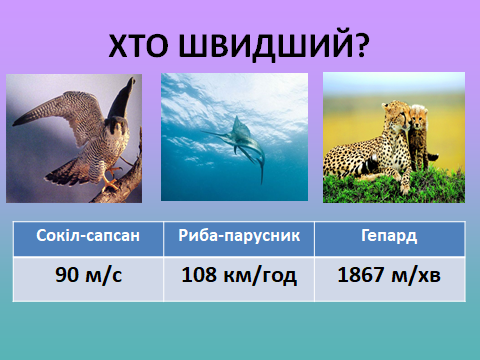 ХТО ШВИДШИЙ?
Сокіл-сапсан Риба-парусник Гепард
90 м/с 108 км/год 1867 м/хв